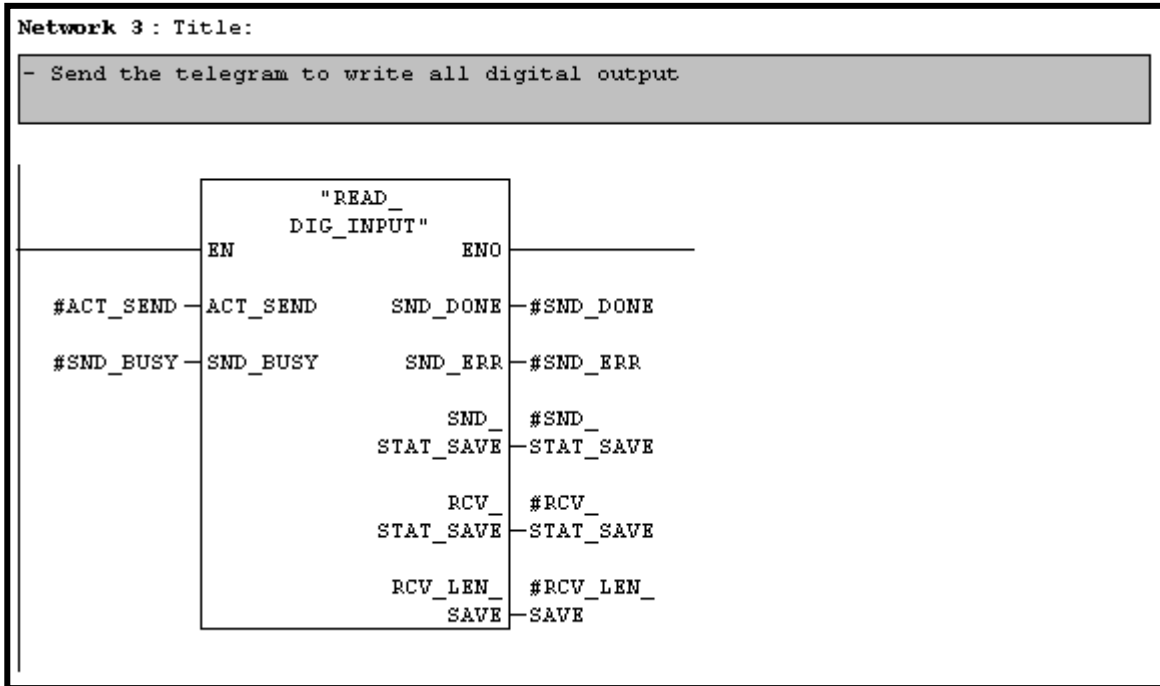 Network 3 : Title:
- Send the telegram to write all digital output
"READ_
DIG_INPUT"
EN ENO
#ACT_SEND ACT_SEND SND_DONE #SND_DONE
#SND_BUSY SND_BUSY SND_ERR #SND_ERR
SND_ #SND_
STAT_SAVE STAT_SAVE
RCV_ #RCV_
STAT_SAVE STAT_SAVE
RCV_LEN_ #RCV_LEN_
SAVE SAVE